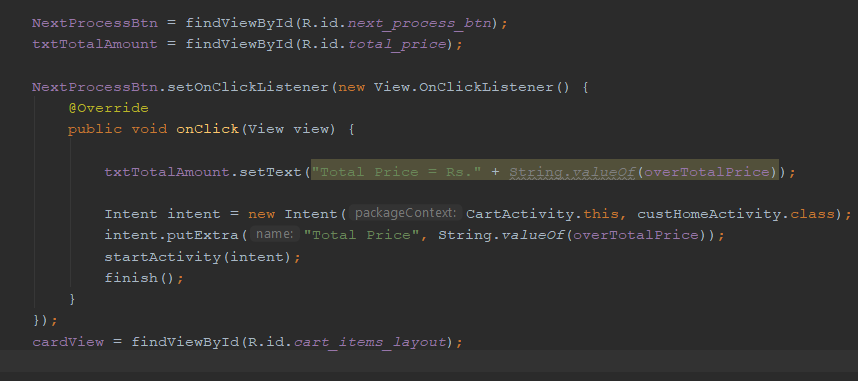 NextProcessBtn = findViewById(R.id.next_process_btn);
txtTotalAmount = findViewById(R.id.total_price);
NextProcessBtn.setOnClickListener(new View.OnClickListener() {
@Override
public void onClick(View view) {
txtTotalAmount.setText("Total Price = Rs." + String.valueOf(overTotalPrice));
Intent intent = new Intent( packageContext: CartActivity.this, custHomeActivity.class);
intent.putExtra( name: "Total Price", String.valueOf(overTotalPrice));
startActivity(intent);
finish();
}
});
cardView = findViewById(R.id.cart_items_layout);